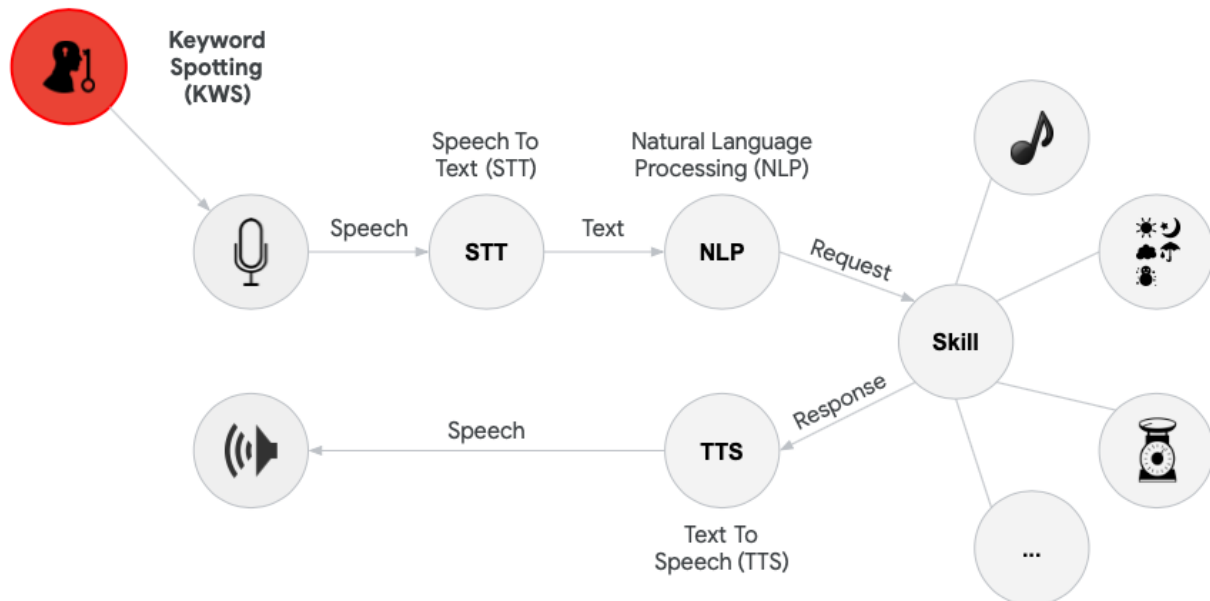 Keyword
Spotting
(KWS)
Speech To
Text (STT)
Natural Language
Processing (NLP)
Speech
STT
Text
NLP
Request
Skill
Response
Speech
TTS
Text To
Speech (TTS)
...